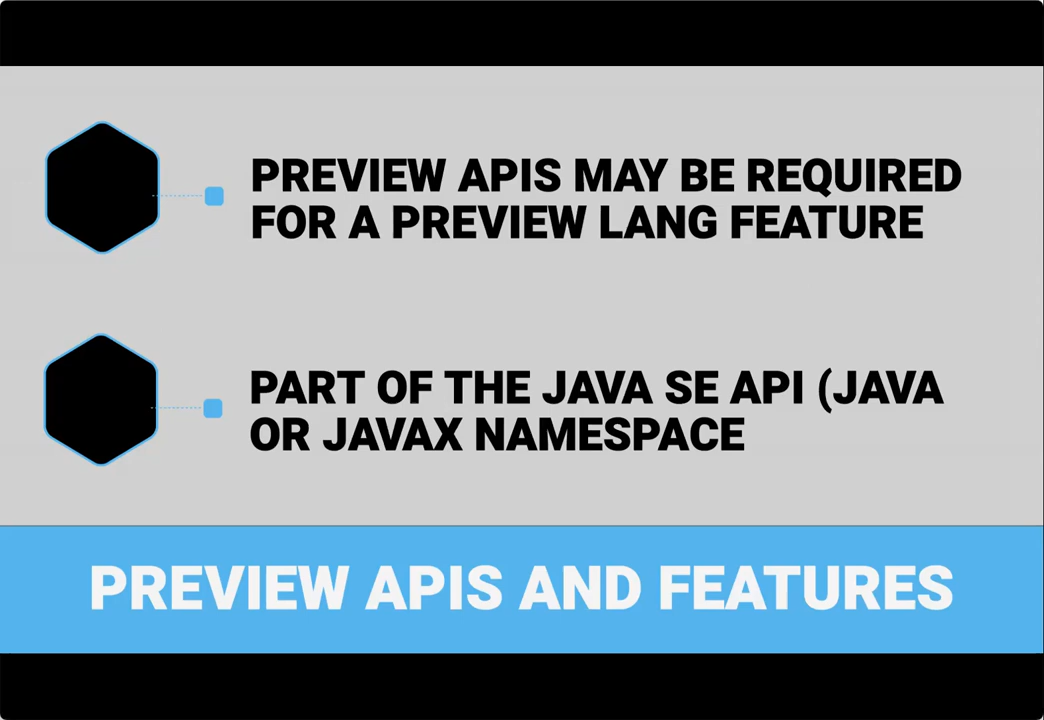 PREVIEW APIS MAY BE REQUIRED
FOR A PREVIEW LANG FEATURE
PART OF THE JAVA SE API (JAVA
OR JAVAX NAMESPACE
PREVIEW APIS AND FEATURES